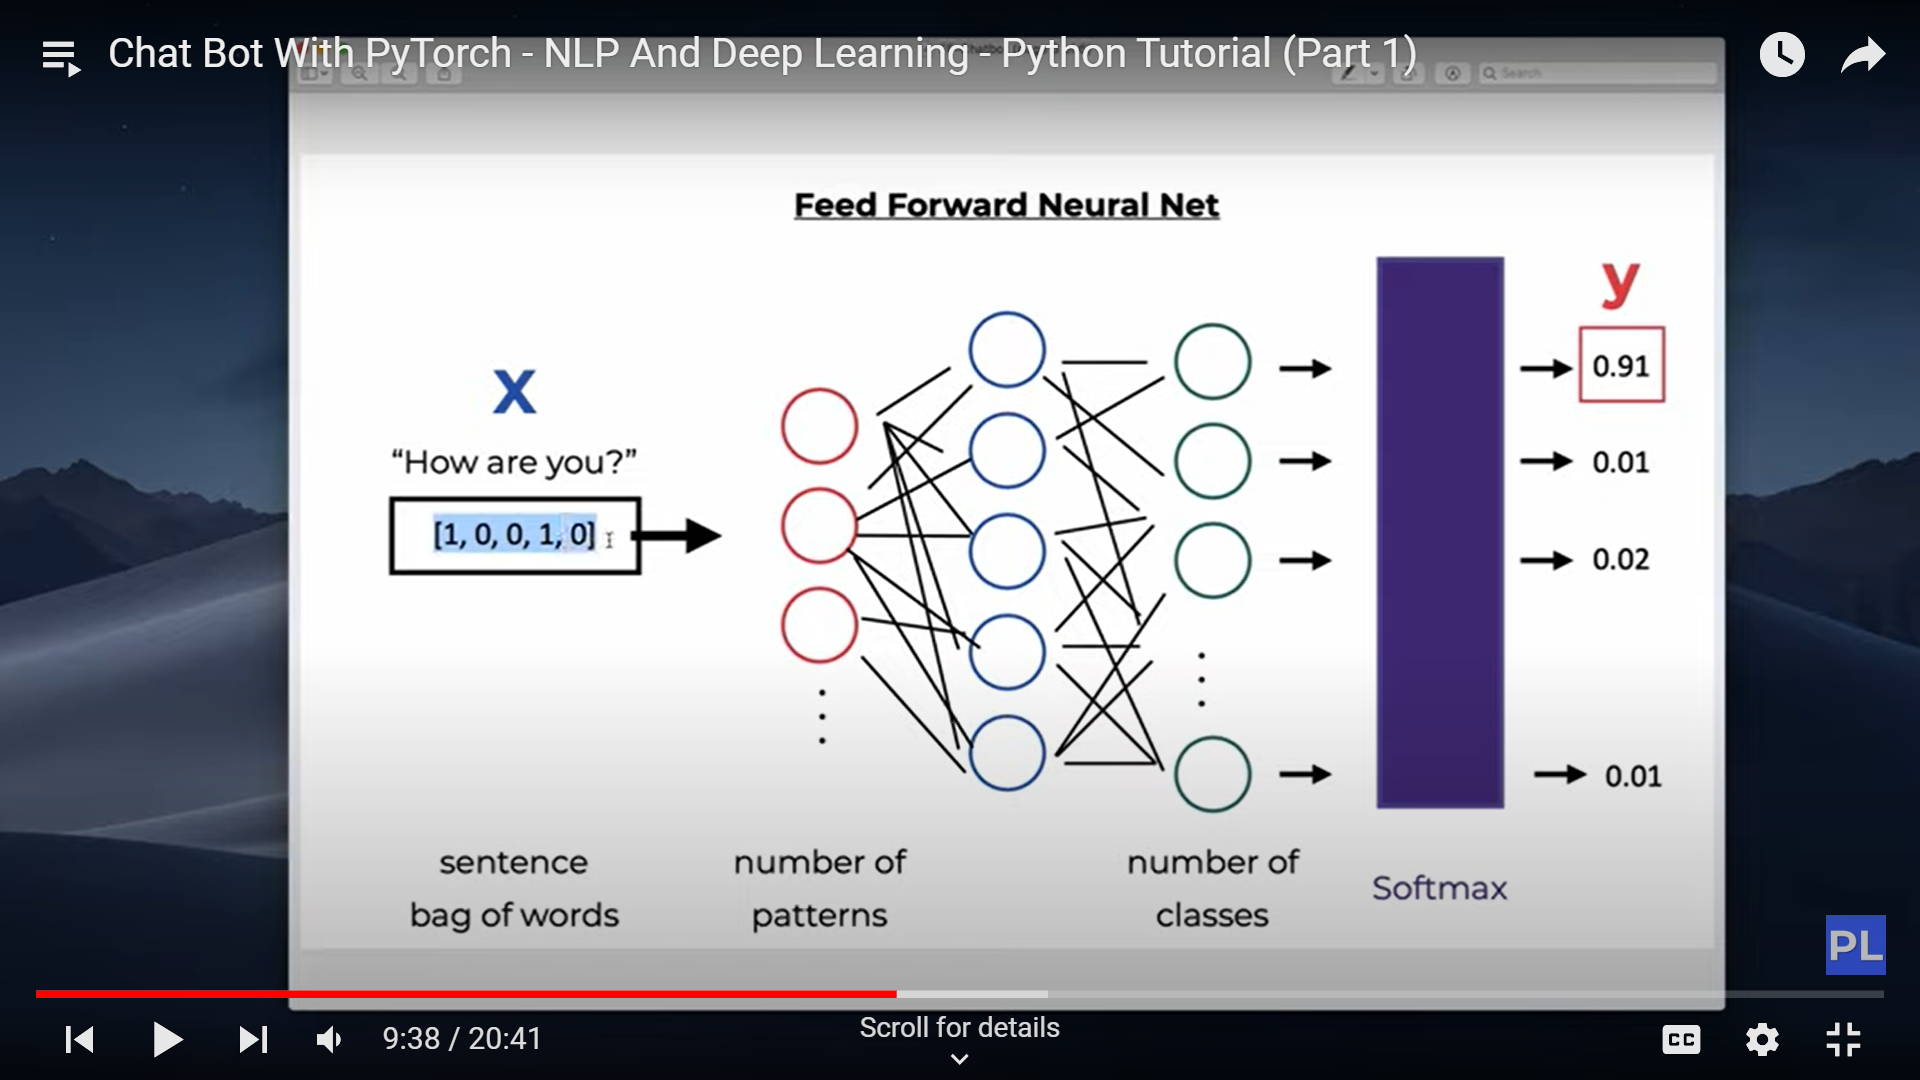 Chat Bot With PyTorch - NLP And Deep Learning - Python Tutorial (Part 1)
Search
Feed Forward Neural Net
X
"How are you?"
[1, 0, 0, 1, 0]
y
0.91
0.01
0.02
0.01
sentence
bag of words
number of
patterns
number of
classes
Softmax
PL
9:38 / 20:41
Scroll for details
CC